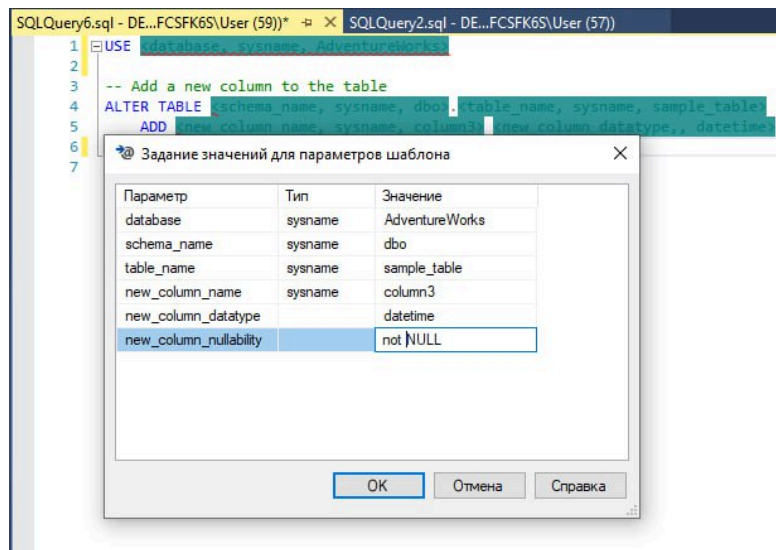 SQLQuery6.sql - DE...FCSFK6S\User (59))* SQLQuery2.sql - DE...FCSFK6S\User (57))
1 USE <database, sysname, AdventureWorks>
2
3 -- Add a new column to the table
4 ALTER TABLE <schema_name, sysname, dbo>.<table_name, sysname, sample_table>
5 ADD <new_column_name, sysname, column3> <new_column_datatype,, datetime>
6
7
Задание значений для параметров шаблона
Параметр Тип Значение
database sysname AdventureWorks
schema_name sysname dbo
table_name sysname sample_table
new_column_name sysname column3
new_column_datatype datetime
new_column_nullability not NULL
OK Отмена Справка